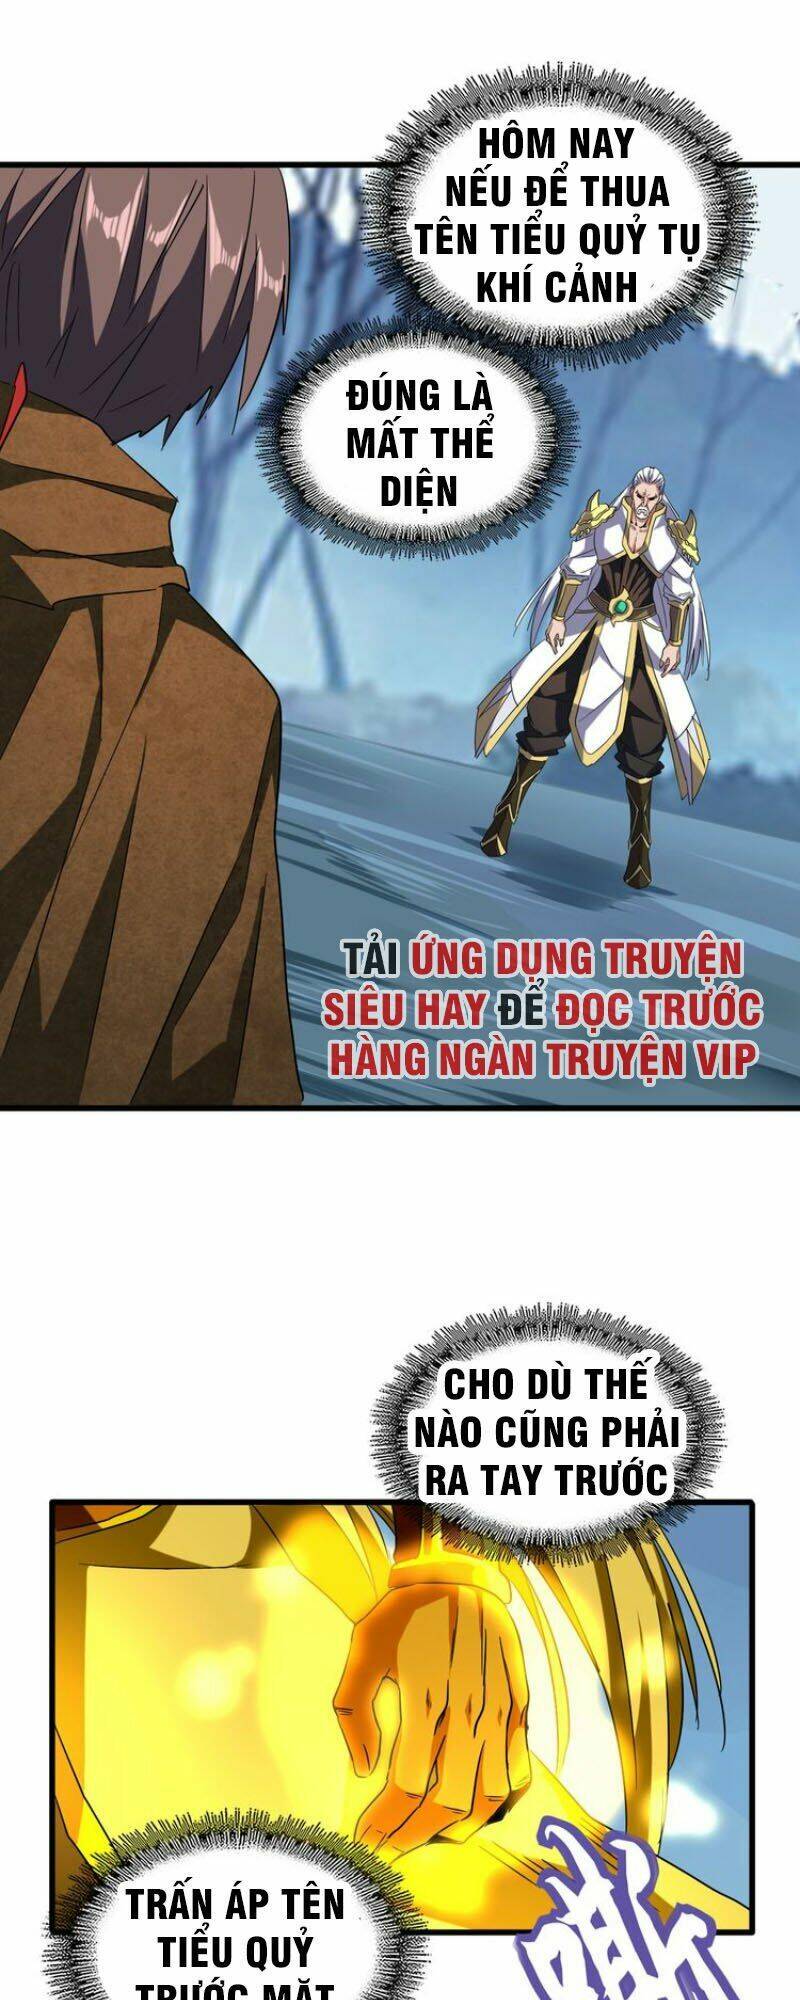 HÔM NAY
NẾU ĐỂ THUA
TÊN TIỂU QUỶ TỤ
KHÍ CẢNH
ĐÚNG LÀ
MẤT THỂ
DIỆN
TẢI ỨNG DỤNG TRUYỆN
SIÊU HAY ĐỂ ĐỌC TRƯỚC
HÀNG NGÀN TRUYỆN VIP
CHO DÙ THẾ
NÀO CŨNG PHẢI
RA TAY TRƯỚC
TRẤN ÁP TÊN
TIỂU QUỶ
TRƯỚC MẶT